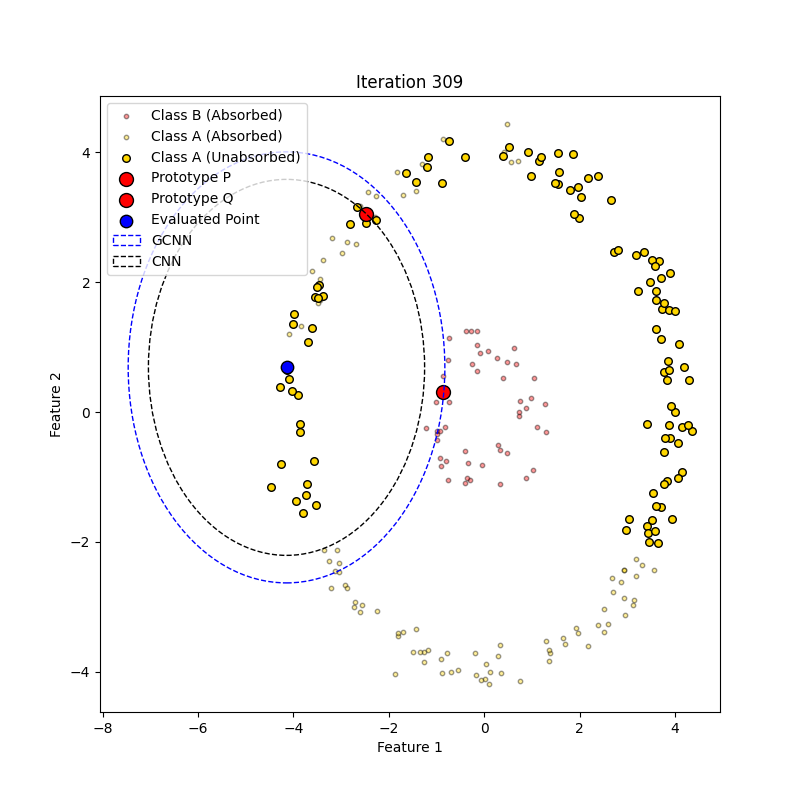 Iteration 309
Class B (Absorbed)
Class A (Absorbed)
Class A (Unabsorbed)
Prototype P
Prototype Q
Evaluated Point
GCNN
CNN
4
2
0
−2
−4
Feature 2
−8
−6
−4
−2
0
2
4
Feature 1